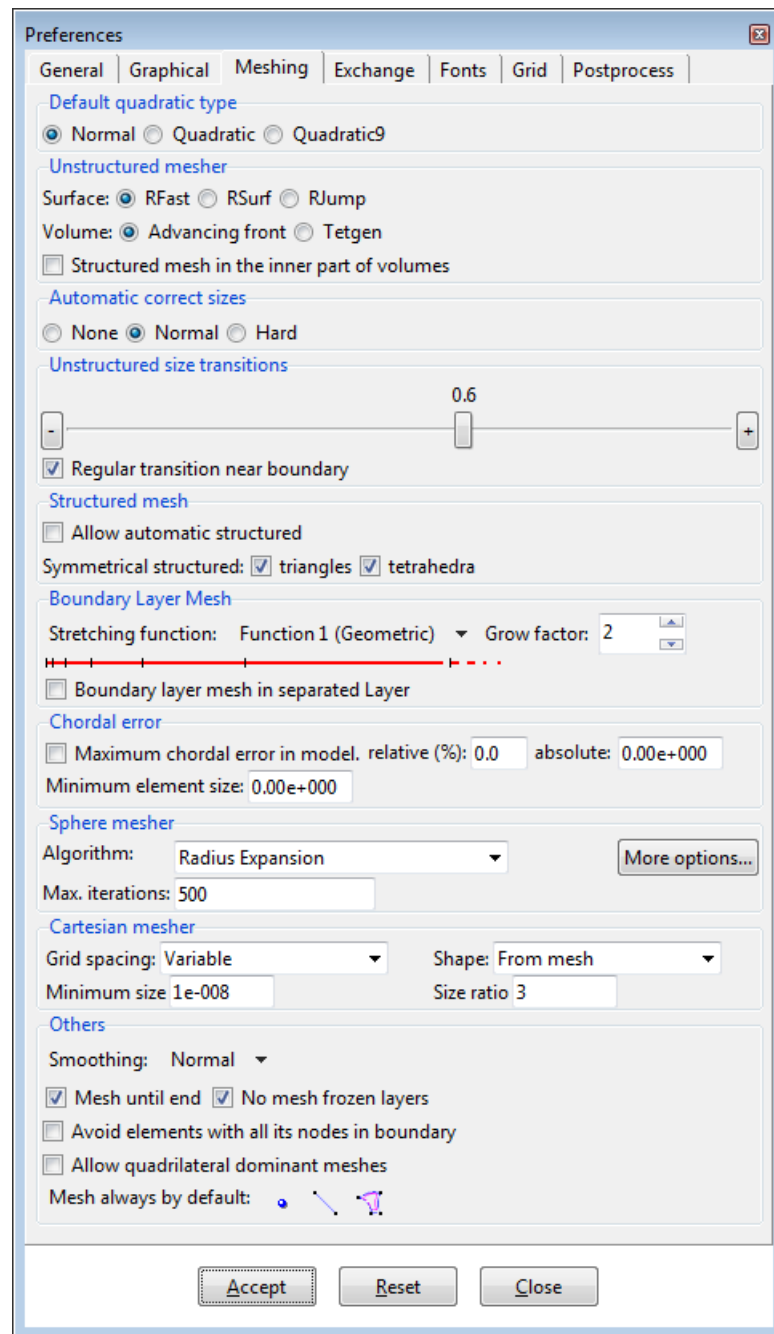 Preferences
General Graphical Meshing Exchange Fonts Grid Postprocess
Default quadratic type
Normal Quadratic Quadratic9
Unstructured mesher
Surface: RFast RSurf RJump
Volume: Advancing front Tetgen
Structured mesh in the inner part of volumes
Automatic correct sizes
None Normal Hard
Unstructured size transitions
0.6
- +
Regular transition near boundary
Structured mesh
Allow automatic structured
Symmetrical structured: triangles tetrahedra
Boundary Layer Mesh
Stretching function: Function 1 (Geometric) Grow factor: 2
Boundary layer mesh in separated Layer
Chordal error
Maximum chordal error in model. relative (%): 0.0 absolute: 0.00e+000
Minimum element size: 0.00e+000
Sphere mesher
Algorithm: Radius Expansion More options...
Max. iterations: 500
Cartesian mesher
Grid spacing: Variable Shape: From mesh
Minimum size 1e-008 Size ratio 3
Others
Smoothing: Normal
Mesh until end No mesh frozen layers
Avoid elements with all its nodes in boundary
Allow quadrilateral dominant meshes
Mesh always by default:
Accept Reset Close